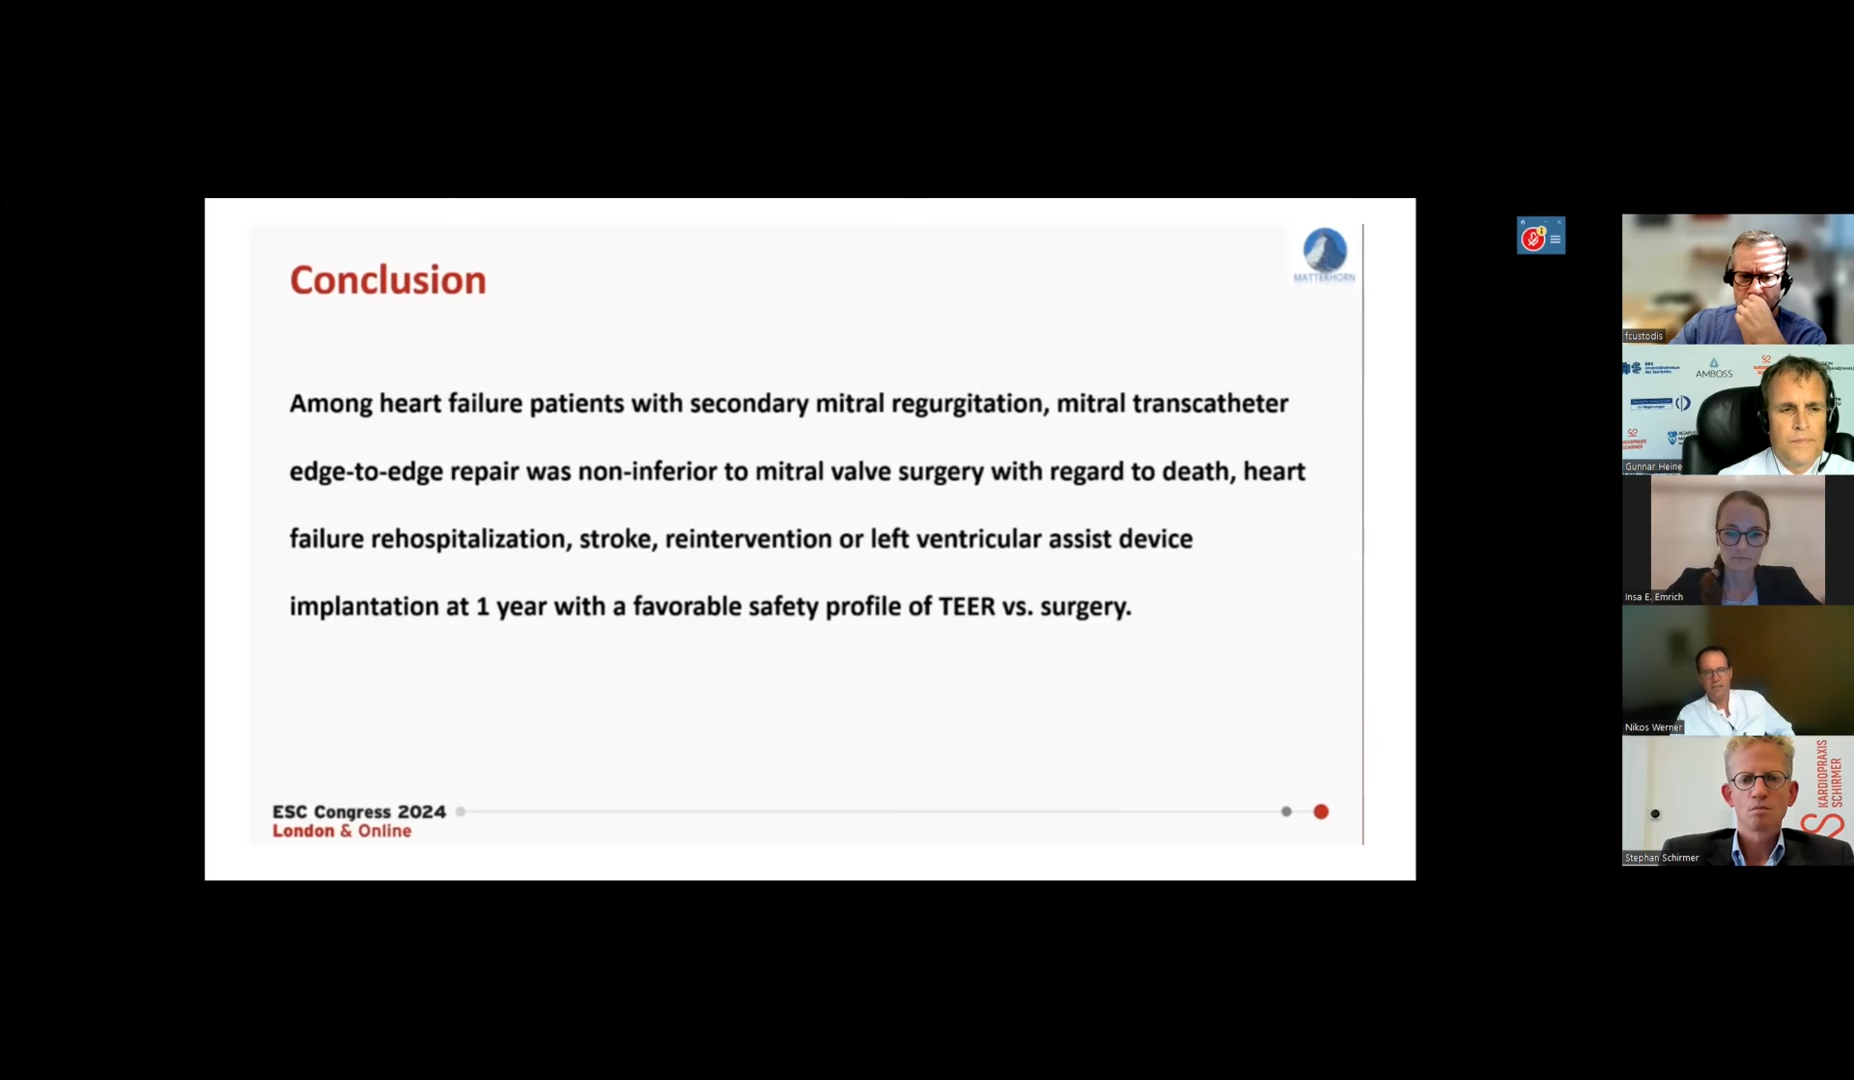 Conclusion
MATTERHORN
Among heart failure patients with secondary mitral regurgitation, mitral transcatheter
edge-to-edge repair was non-inferior to mitral valve surgery with regard to death, heart
failure rehospitalization, stroke, reintervention or left ventricular assist device
implantation at 1 year with a favorable safety profile of TEER vs. surgery.
ESC Congress 2024
London & Online
fcustodis
AMBOSS
Gunnar Heine
Insa E. Emrich
Nikos Werner
KARDIOPRAXIS
SCHIRMER
Stephan Schirmer